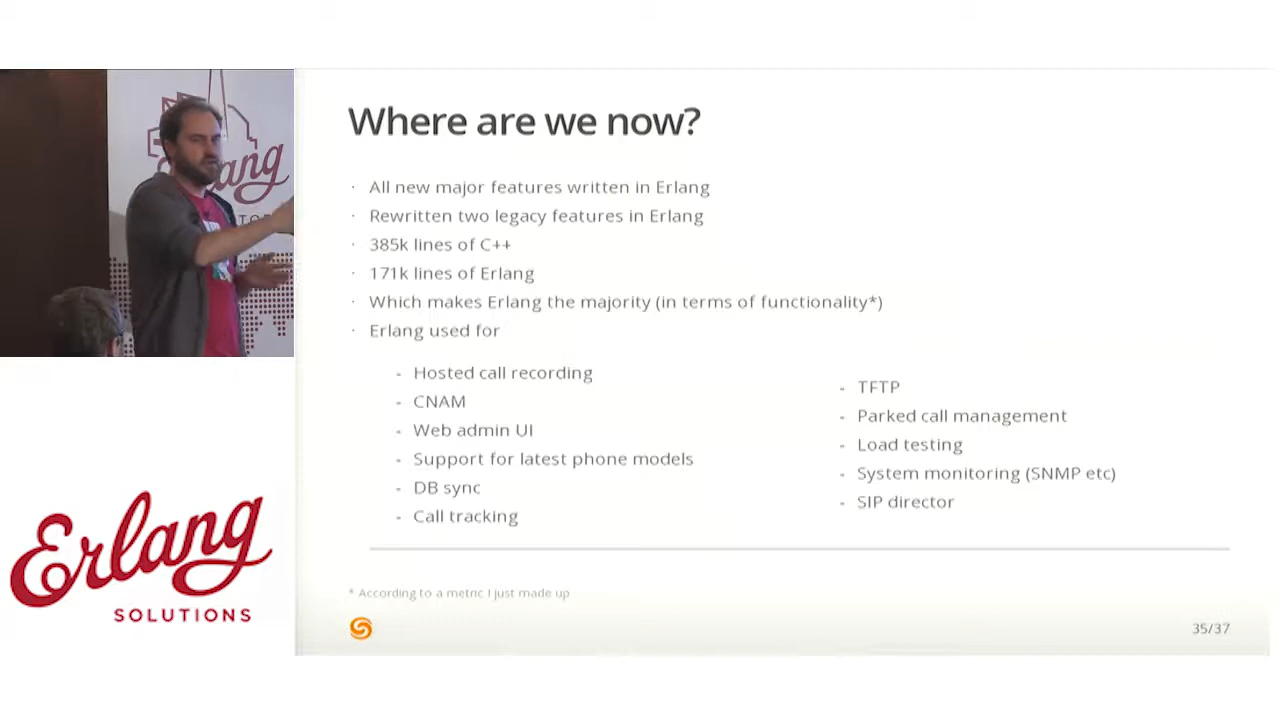 Where are we now?
· All new major features written in Erlang
· Rewritten two legacy features in Erlang
· 385k lines of C++
· 171k lines of Erlang
· Which makes Erlang the majority (in terms of functionality*)
· Erlang used for
- Hosted call recording
- CNAM
- Web admin UI
- Support for latest phone models
- DB sync
- Call tracking
- TFTP
- Parked call management
- Load testing
- System monitoring (SNMP etc)
- SIP director
* According to a metric I just made up
35/37
Erlang
SOLUTIONS